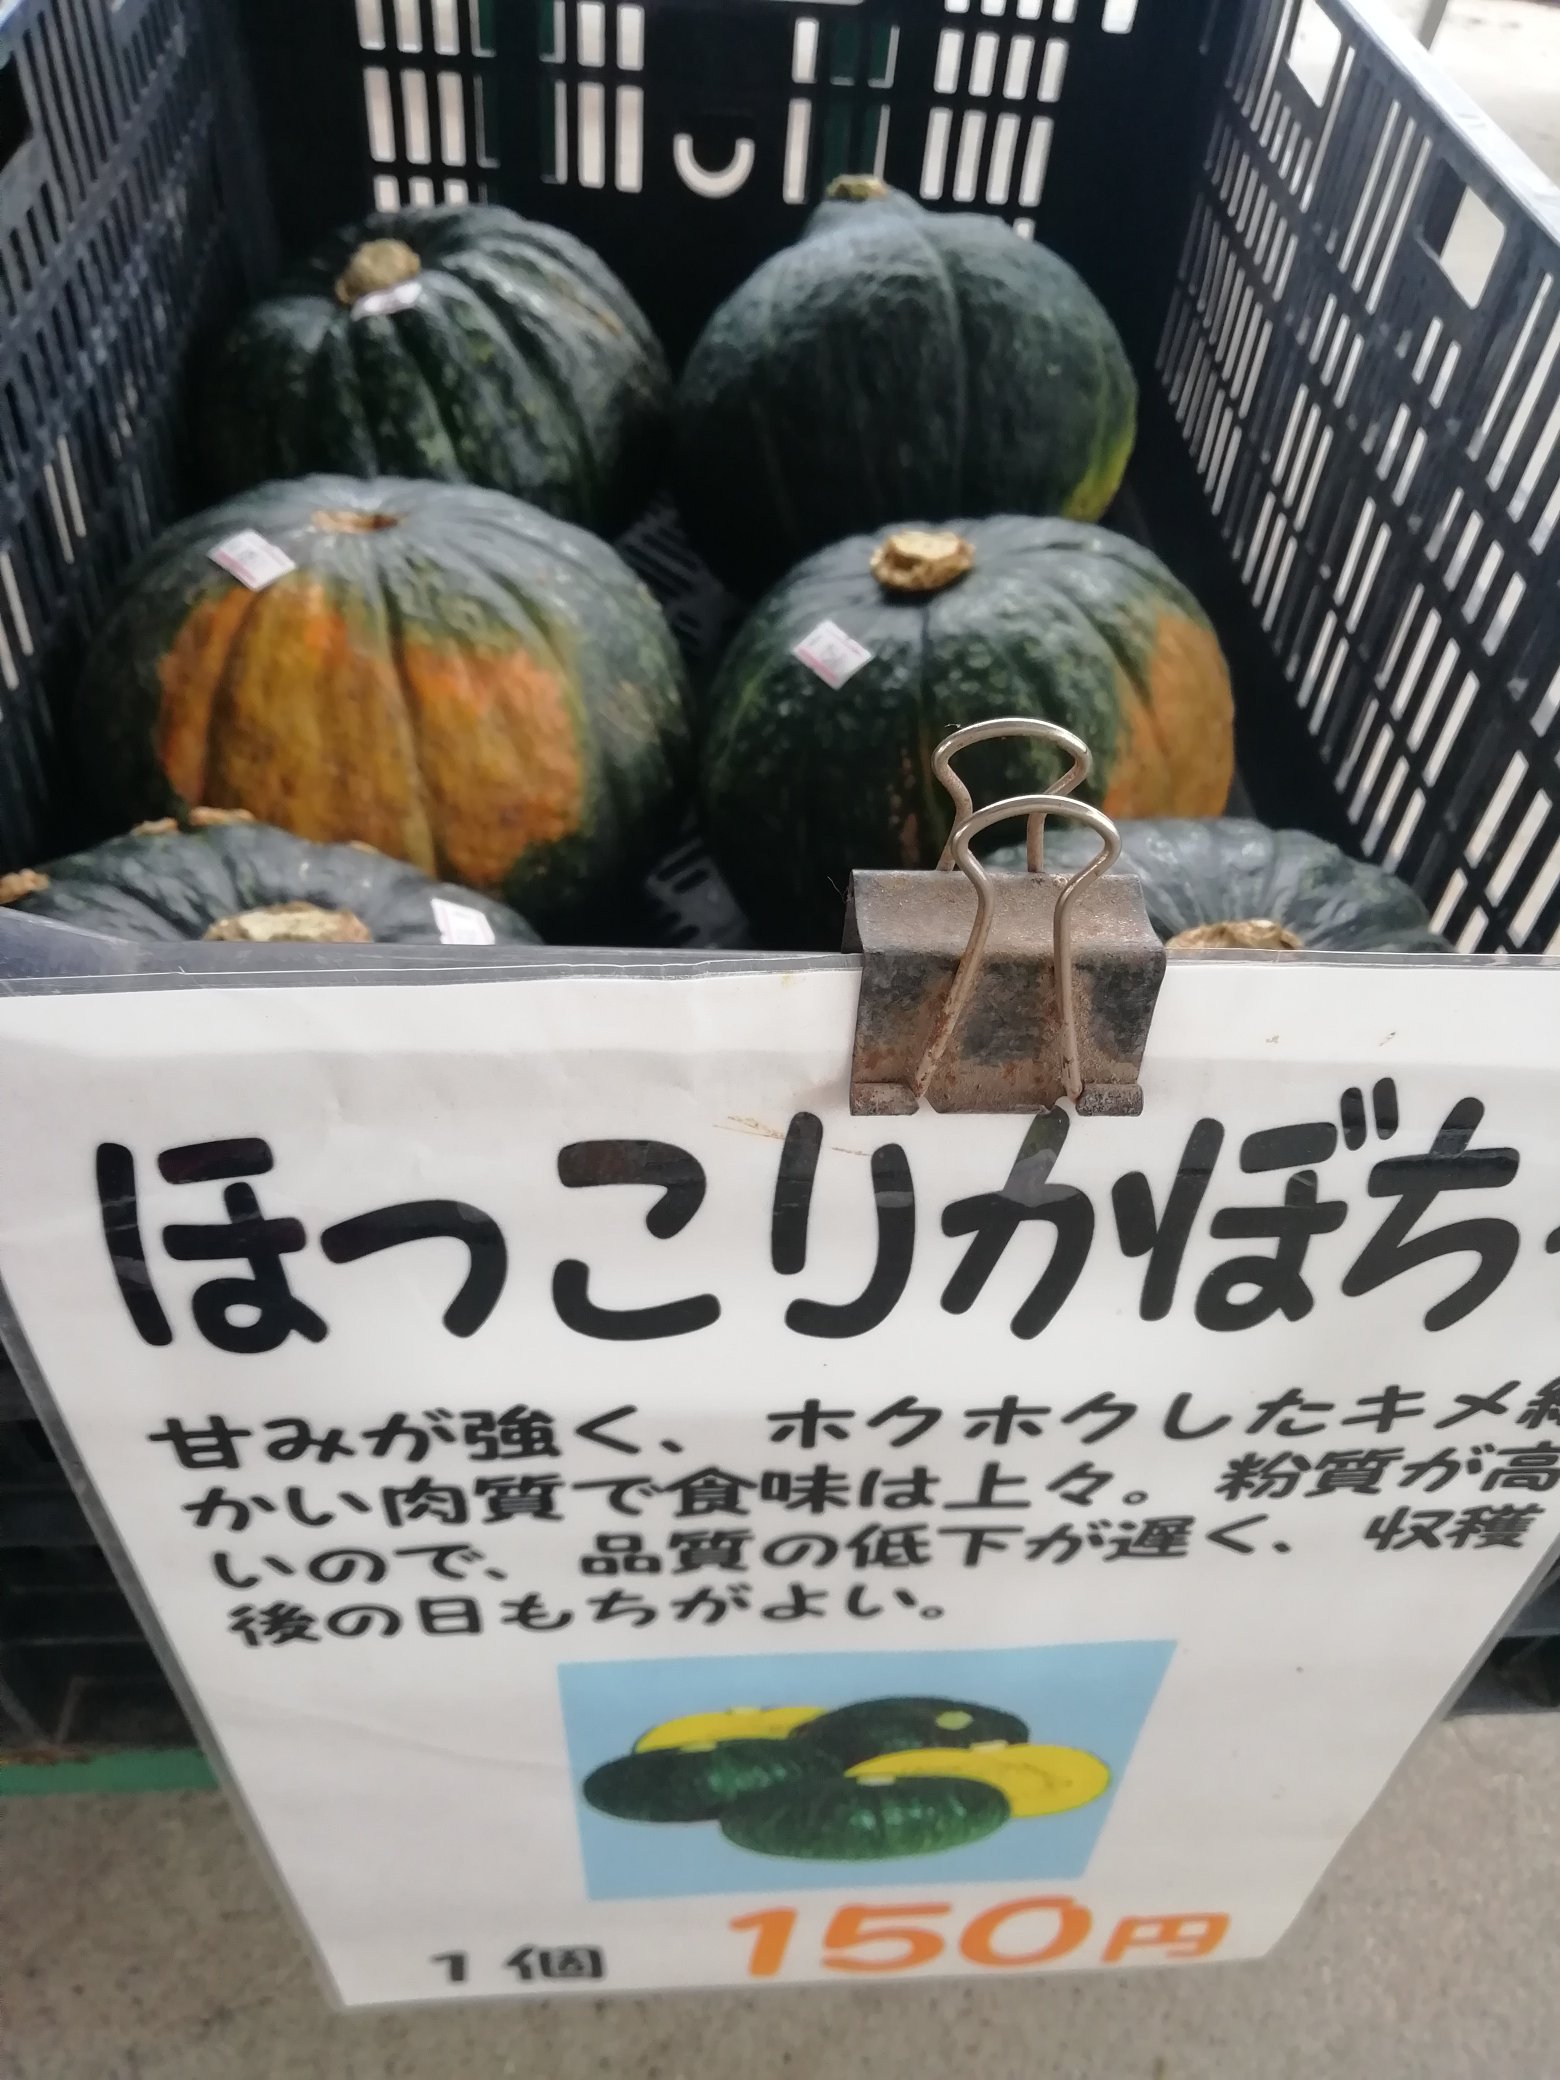 ほっこりかぼち
甘みが強く、ホクホクしたキメ細
かい肉質で食味は上々。粉質が高
いので、品質の低下が遅く、収穫
後の日もちがよい。
1個 150円